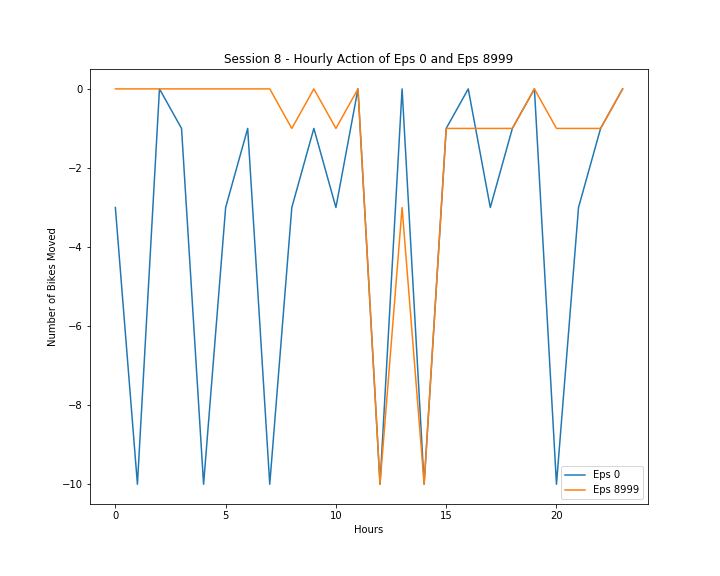 Session 8 - Hourly Action of Eps 0 and Eps 8999
Number of Bikes Moved
0
−2
−4
−6
−8
−10
0 5 10 15 20
Hours
Eps 0
Eps 8999